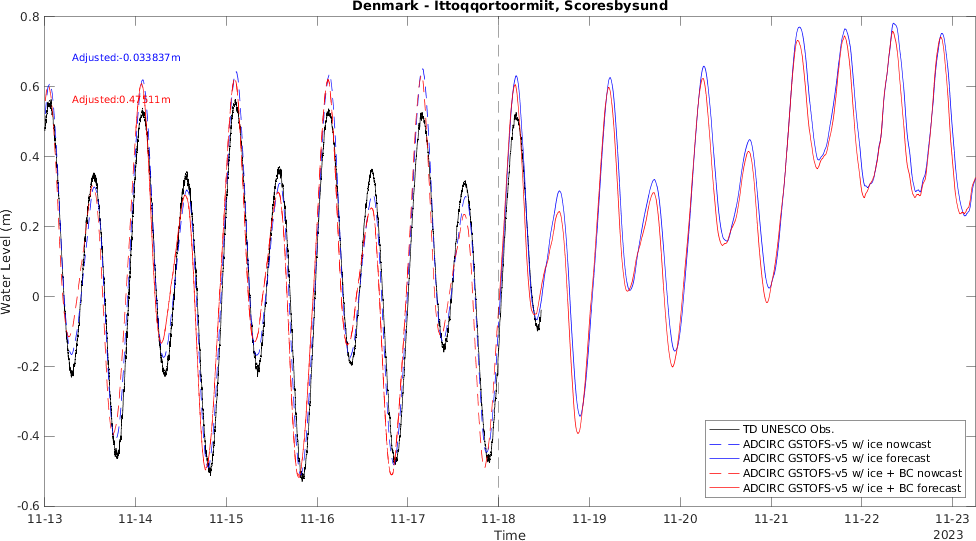 Denmark - Ittoqqortoormiit, Scoresbysund
Adjusted:-0.033837m
Adjusted:0.47511m
Water Level (m)
0.8
0.6
0.4
0.2
0
-0.2
-0.4
-0.6
TD UNESCO Obs.
ADCIRC GSTOFS-v5 w/ ice nowcast
ADCIRC GSTOFS-v5 w/ ice forecast
ADCIRC GSTOFS-v5 w/ ice + BC nowcast
ADCIRC GSTOFS-v5 w/ ice + BC forecast
11-13 11-14 11-15 11-16 11-17 11-18 11-19 11-20 11-21 11-22 11-23
Time
2023